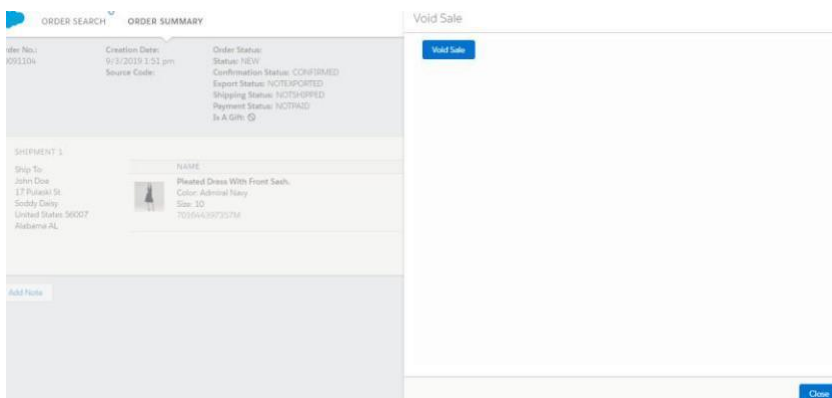 ORDER SEARCH
ORDER SUMMARY
Void Sale
Void Sale
rder No.:
0091104
Creation Date:
9/3/2019 1:51 pm
Source Code:
Order Status:
Status: NEW
Confirmation Status: CONFIRMED
Export Status: NOTEXPORTED
Shipping Status: NOTSHIPPED
Payment Status: NOTPAID
Is A Gift:
SHIPMENT 1
Ship To:
John Doe
17 Pulaski St.
Soddy Daisy
United States 56007
Alabama AL
NAME
Pleated Dress With Front Sash.
Color: Admiral Navy
Size: 10
Add Note
Close